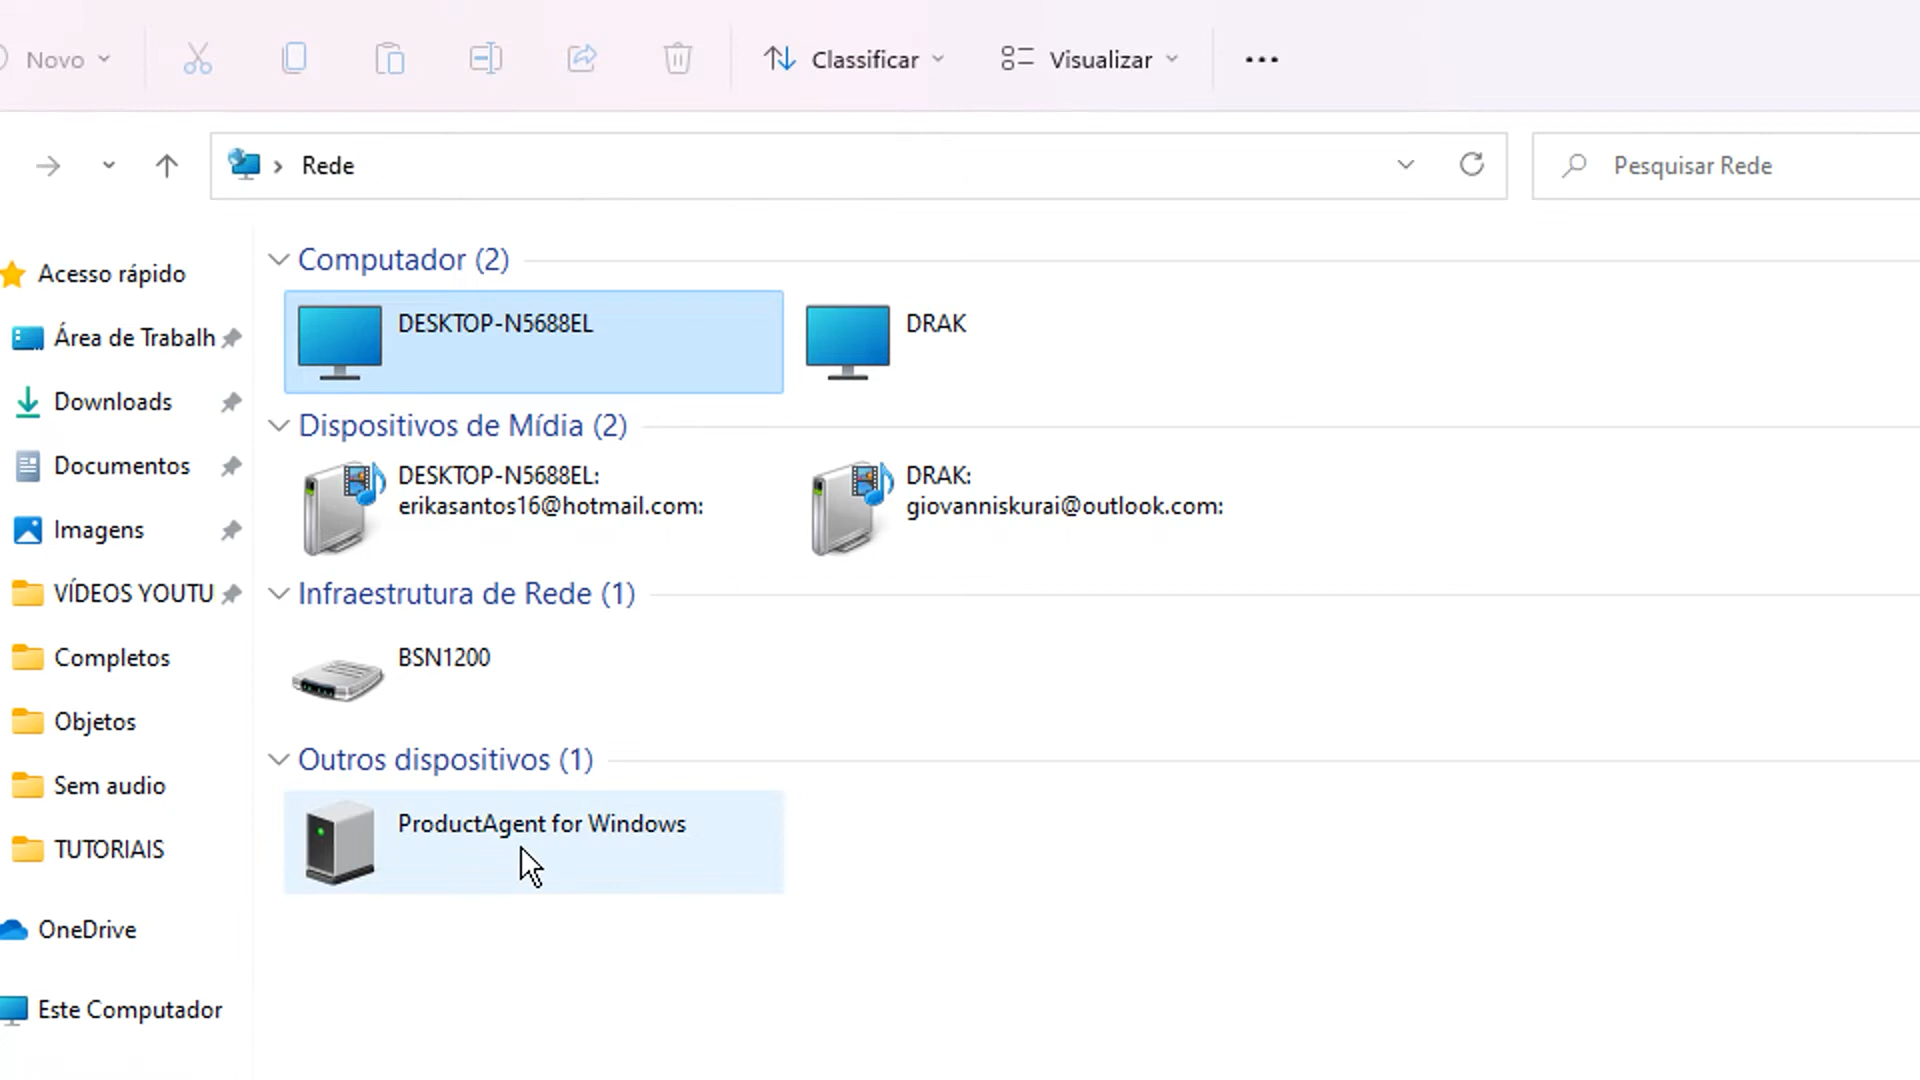 Novo
Classificar
Visualizar
Rede
Pesquisar Rede
Acesso rápido
Área de Trabalh
Downloads
Documentos
Imagens
VÍDEOS YOUTU
Completos
Objetos
Sem audio
TUTORIAIS
OneDrive
Este Computador
Computador (2)
DESKTOP-N5688EL
DRAK
Dispositivos de Mídia (2)
DESKTOP-N5688EL:
erikasantos16@hotmail.com:
DRAK:
giovanniskurai@outlook.com:
Infraestrutura de Rede (1)
BSN1200
Outros dispositivos (1)
ProductAgent for Windows